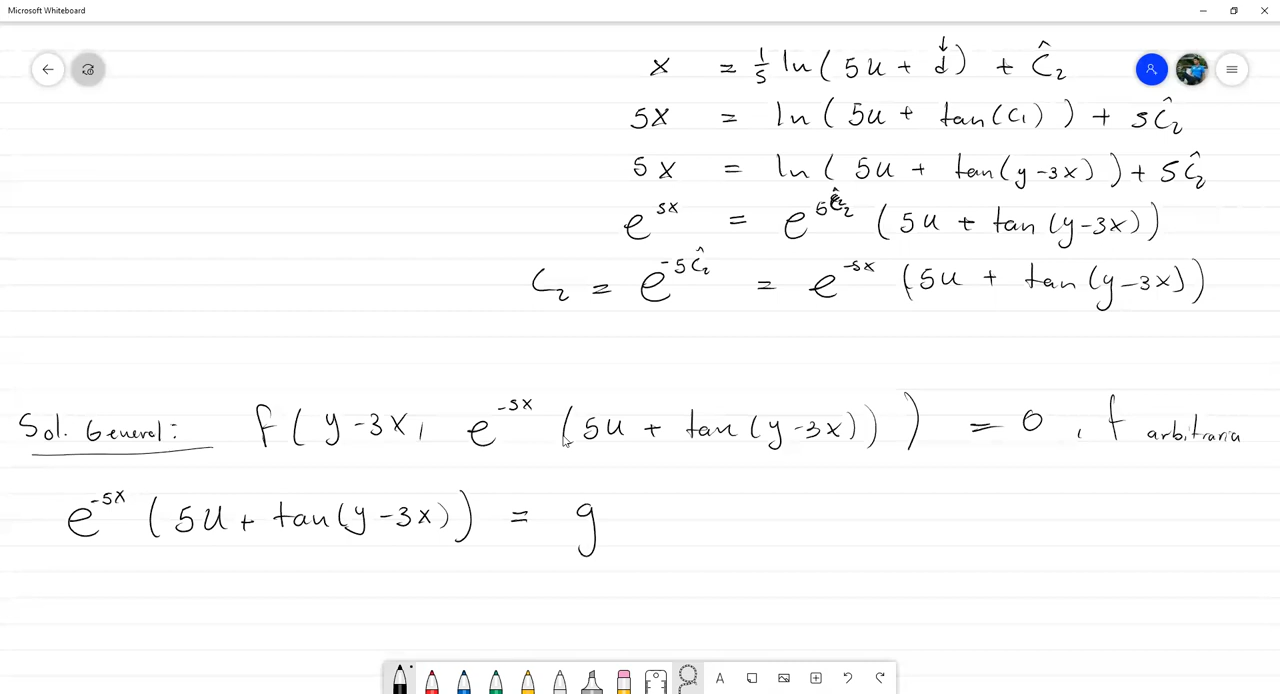 Microsoft Whiteboard
x = 1/5 ln( 5u + d ) + Ĉ₂
↓
5x = ln( 5u + tan(c₁) ) + 5Ĉ₂
5x = ln( 5u + tan(y-3x) ) + 5Ĉ₂
e^{5x} = e^{5Ĉ₂} ( 5u + tan(y-3x) )
C₂ = e^{-5Ĉ₂} = e^{-5x} ( 5u + tan(y-3x) )
Sol. General: f( y-3x, e^{-5x} ( 5u + tan(y-3x) ) ) = 0 , f arbitraria
e^{-5x} ( 5u + tan(y-3x) ) = g
A